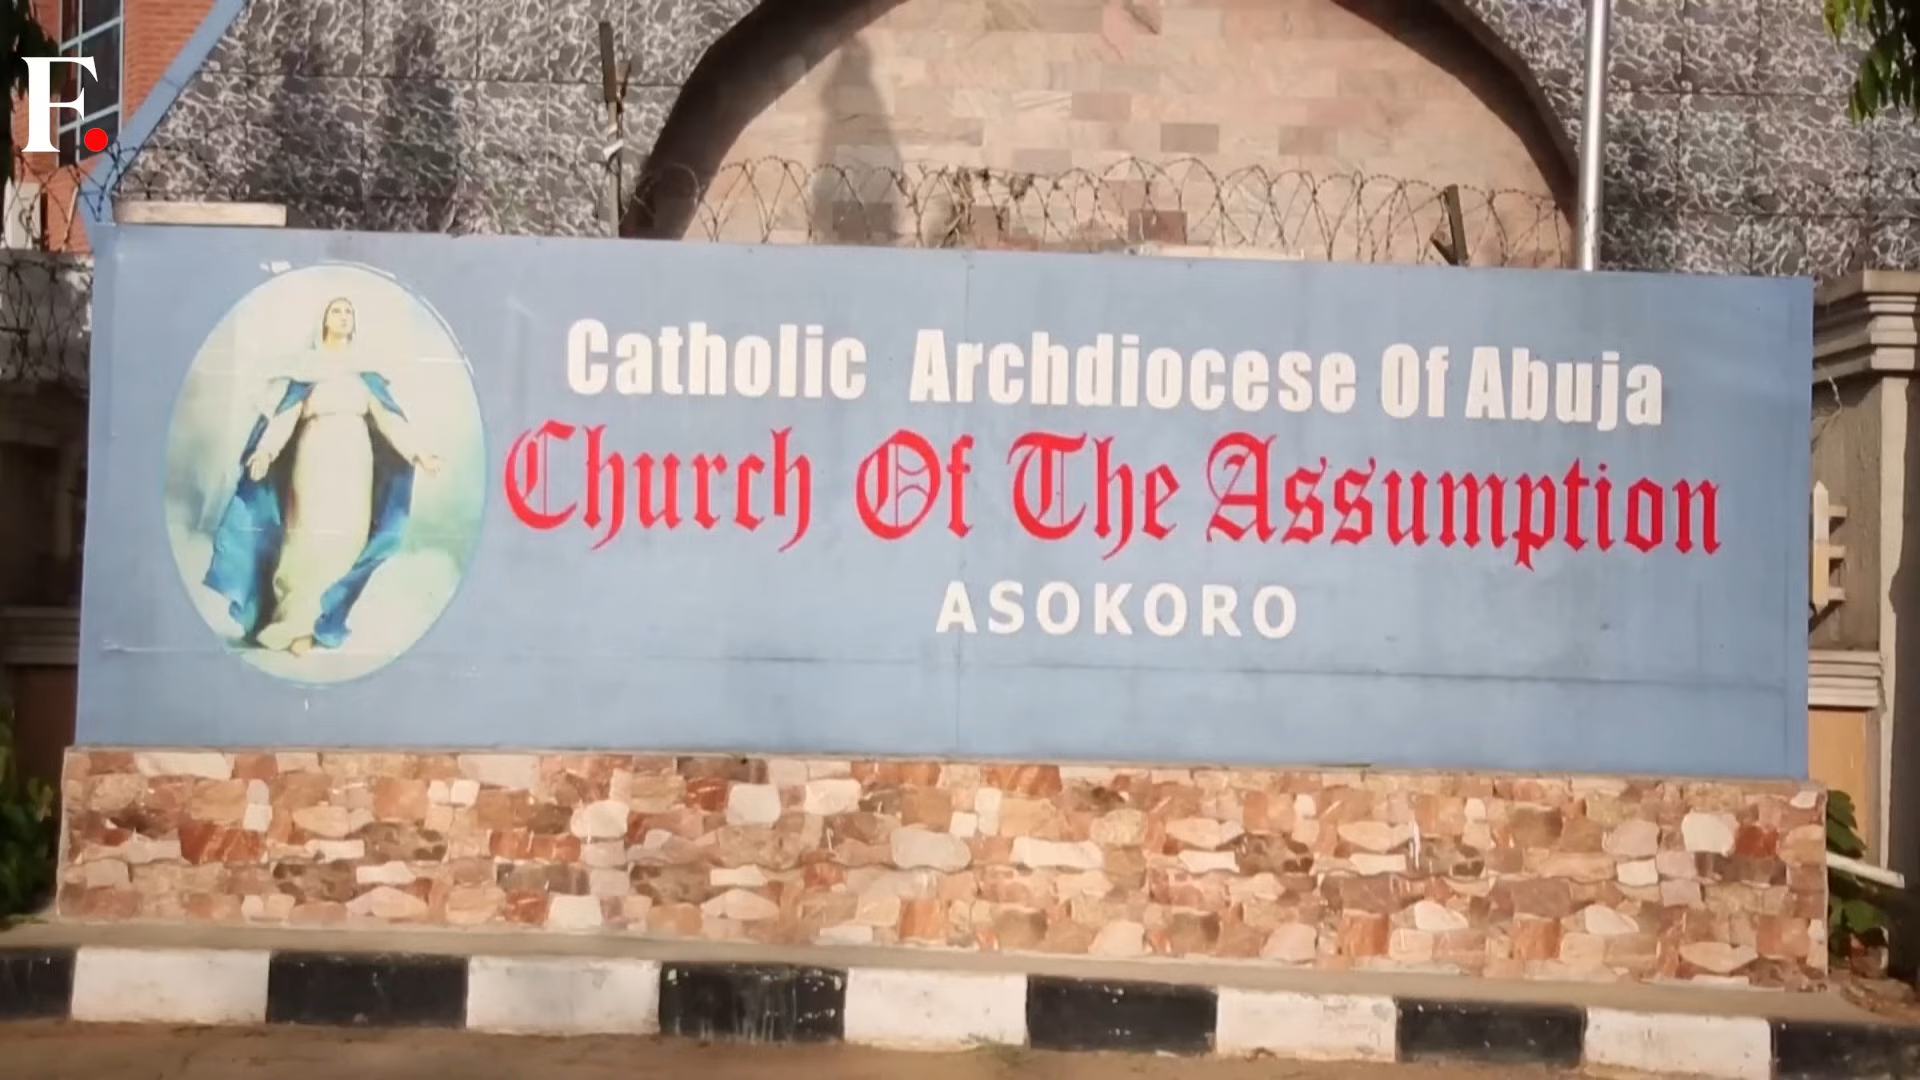 F.
Catholic Archdiocese Of Abuja
Church Of The Assumption
ASOKORO